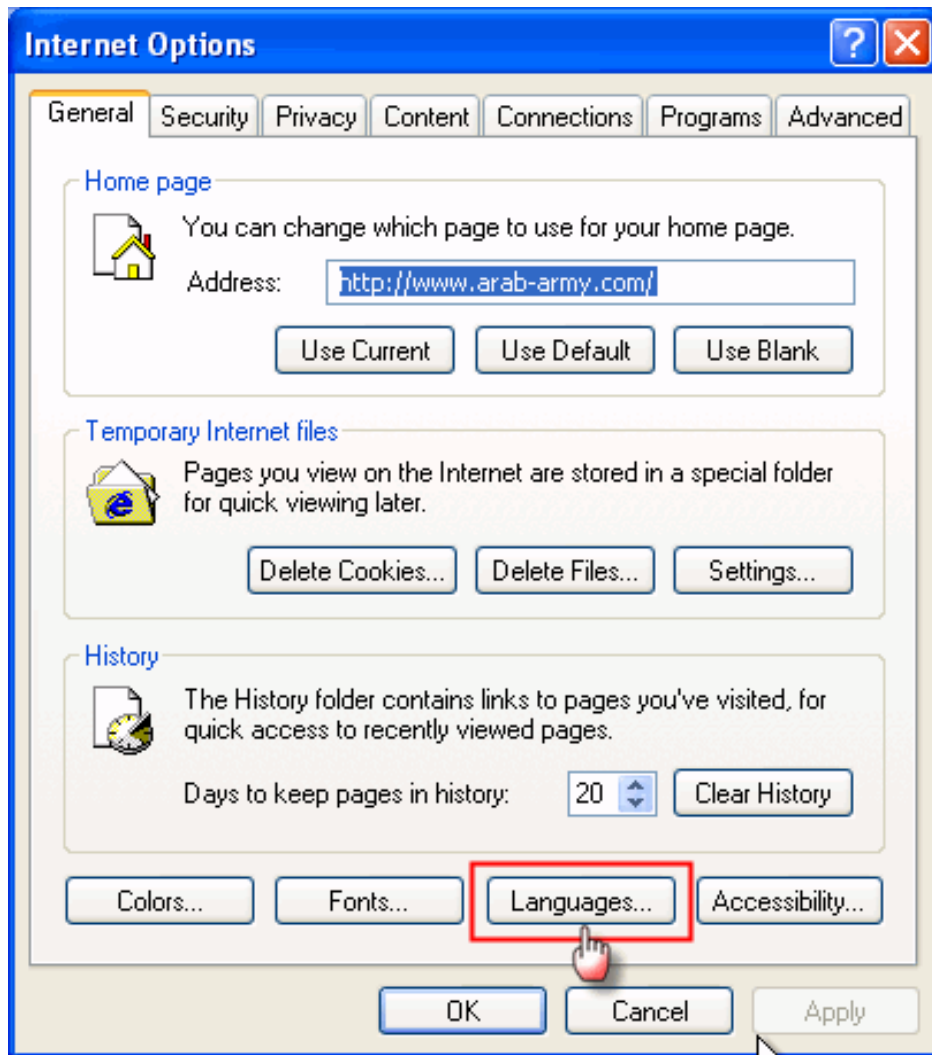 Internet Options
General Security Privacy Content Connections Programs Advanced
Home page
You can change which page to use for your home page.
Address: http://www.arab-army.com/
Use Current Use Default Use Blank
Temporary Internet files
Pages you view on the Internet are stored in a special folder
for quick viewing later.
Delete Cookies... Delete Files... Settings...
History
The History folder contains links to pages you've visited, for
quick access to recently viewed pages.
Days to keep pages in history: 20 Clear History
Colors... Fonts... Languages... Accessibility...
OK Cancel Apply